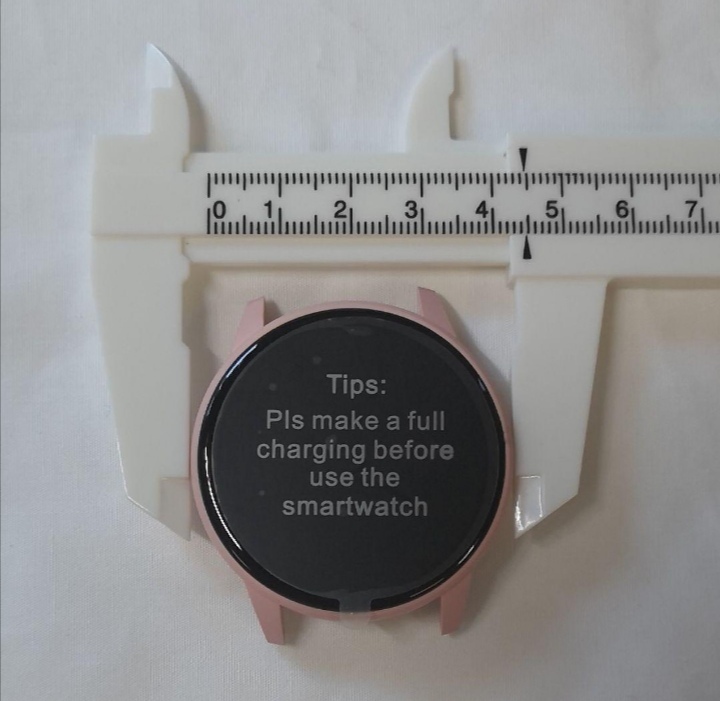 0 1 2 3 4 5 6 7
Tips:
Pls make a full
charging before
use the
smartwatch